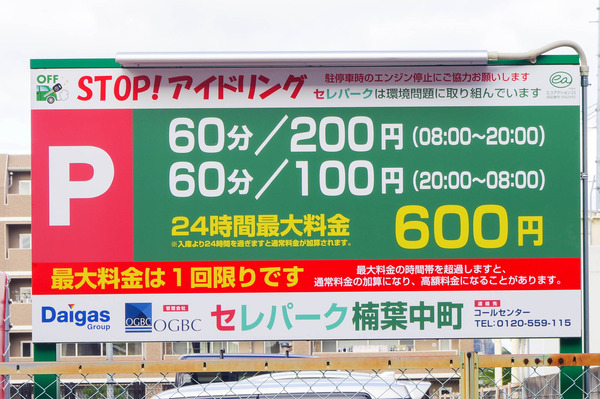 OFF
STOP!アイドリング
駐停車時のエンジン停止にご協力お願いします
セレパークは環境問題に取り組んでいます
ea
P
60分／200円(08:00〜20:00)
60分／100円(20:00〜08:00)
24時間最大料金 600円
※入庫より24時間を過ぎますと通常料金が加算されます。
最大料金は1回限りです
最大料金の時間帯を超過しますと、
通常料金の加算になり、高額料金になることがあります。
Daigas
Group
OGBC
管理会社
OGBC
セレパーク楠葉中町
連絡先
コールセンター
TEL:0120-559-115